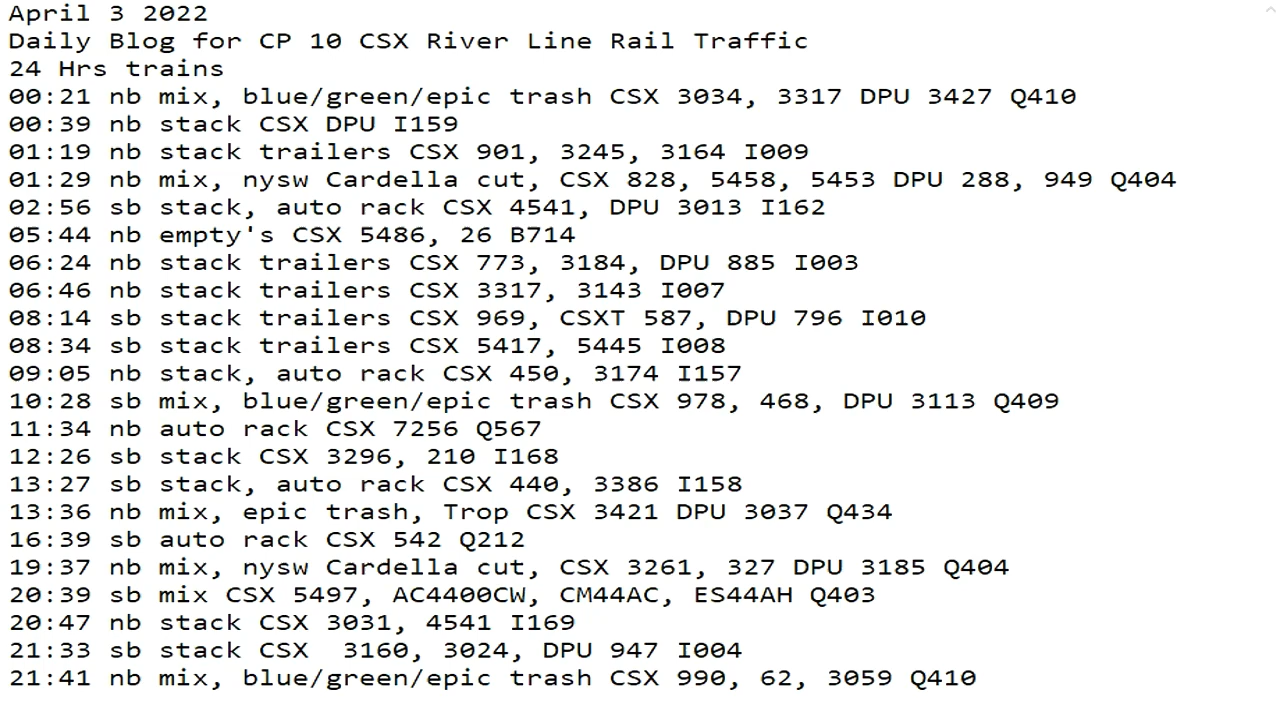 April 3 2022
Daily Blog for CP 10 CSX River Line Rail Traffic
24 Hrs trains
00:21 nb mix, blue/green/epic trash CSX 3034, 3317 DPU 3427 Q410
00:39 nb stack CSX DPU I159
01:19 nb stack trailers CSX 901, 3245, 3164 I009
01:29 nb mix, nysw Cardella cut, CSX 828, 5458, 5453 DPU 288, 949 Q404
02:56 sb stack, auto rack CSX 4541, DPU 3013 I162
05:44 nb empty's CSX 5486, 26 B714
06:24 nb stack trailers CSX 773, 3184, DPU 885 I003
06:46 nb stack trailers CSX 3317, 3143 I007
08:14 sb stack trailers CSX 969, CSXT 587, DPU 796 I010
08:34 sb stack trailers CSX 5417, 5445 I008
09:05 nb stack, auto rack CSX 450, 3174 I157
10:28 sb mix, blue/green/epic trash CSX 978, 468, DPU 3113 Q409
11:34 nb auto rack CSX 7256 Q567
12:26 sb stack CSX 3296, 210 I168
13:27 sb stack, auto rack CSX 440, 3386 I158
13:36 nb mix, epic trash, Trop CSX 3421 DPU 3037 Q434
16:39 sb auto rack CSX 542 Q212
19:37 nb mix, nysw Cardella cut, CSX 3261, 327 DPU 3185 Q404
20:39 sb mix CSX 5497, AC4400CW, CM44AC, ES44AH Q403
20:47 nb stack CSX 3031, 4541 I169
21:33 sb stack CSX  3160, 3024, DPU 947 I004
21:41 nb mix, blue/green/epic trash CSX 990, 62, 3059 Q410